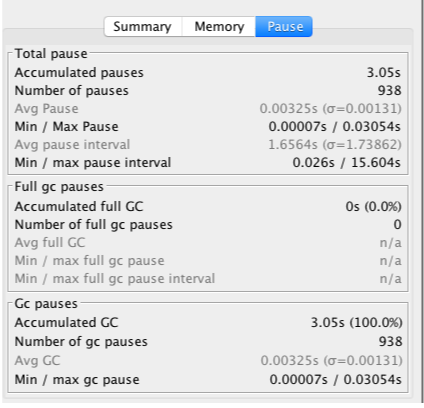 Summary Memory Pause
Total pause
Accumulated pauses 3.05s
Number of pauses 938
Avg Pause 0.00325s (σ=0.00131)
Min / Max Pause 0.00007s / 0.03054s
Avg pause interval 1.6564s (σ=1.73862)
Min / max pause interval 0.026s / 15.604s
Full gc pauses
Accumulated full GC 0s (0.0%)
Number of full gc pauses 0
Avg full GC n/a
Min / max full gc pause n/a
Min / max full gc pause interval n/a
Gc pauses
Accumulated GC 3.05s (100.0%)
Number of gc pauses 938
Avg GC 0.00325s (σ=0.00131)
Min / max gc pause 0.00007s / 0.03054s